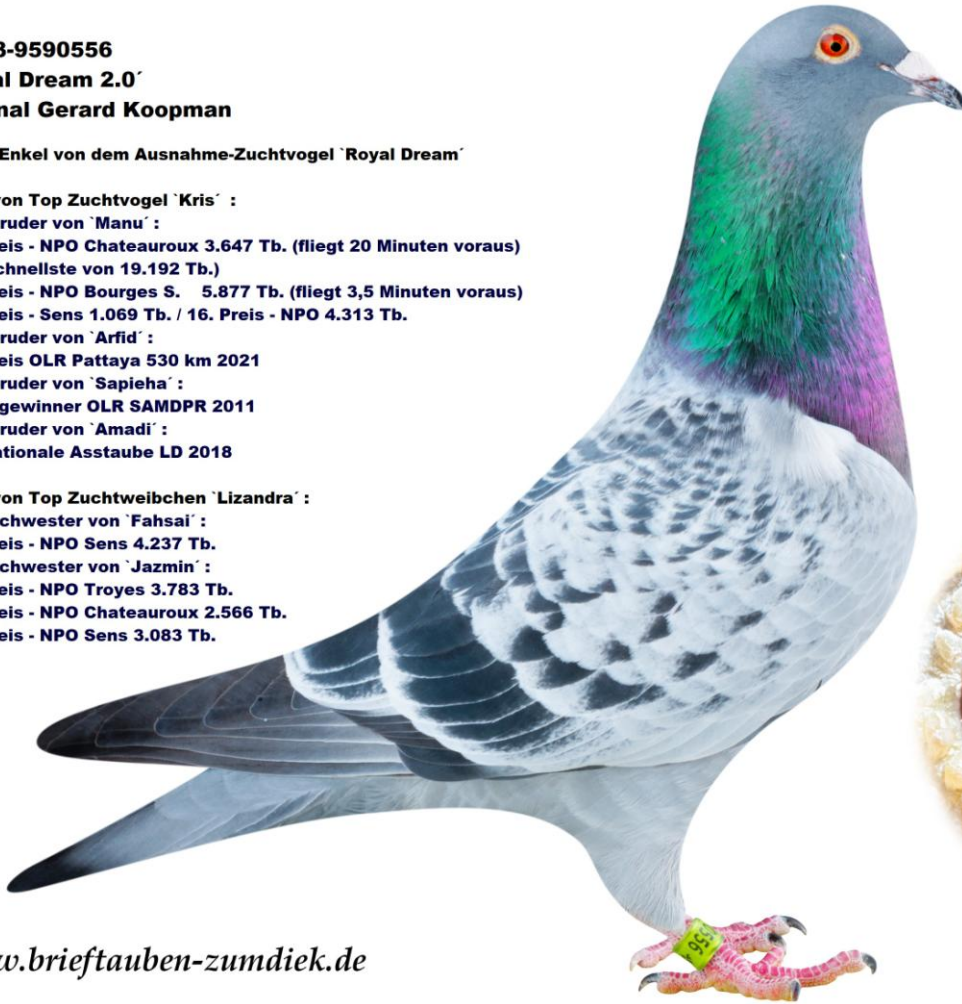 3-9590556
al Dream 2.0´
nal Gerard Koopman
Enkel von dem Ausnahme-Zuchtvogel `Royal Dream´
von Top Zuchtvogel `Kris´ :
ruder von `Manu´ :
eis - NPO Chateauroux 3.647 Tb. (fliegt 20 Minuten voraus)
chnellste von 19.192 Tb.)
eis - NPO Bourges S. 5.877 Tb. (fliegt 3,5 Minuten voraus)
eis - Sens 1.069 Tb. / 16. Preis - NPO 4.313 Tb.
ruder von `Arfid´ :
eis OLR Pattaya 530 km 2021
ruder von `Sapieha´ :
gewinner OLR SAMDPR 2011
ruder von `Amadi´ :
ationale Asstaube LD 2018
von Top Zuchtweibchen `Lizandra´ :
chwester von `Fahsai´ :
eis - NPO Sens 4.237 Tb.
chwester von `Jazmin´ :
eis - NPO Troyes 3.783 Tb.
eis - NPO Chateauroux 2.566 Tb.
eis - NPO Sens 3.083 Tb.
556
w.brieftauben-zumdiek.de